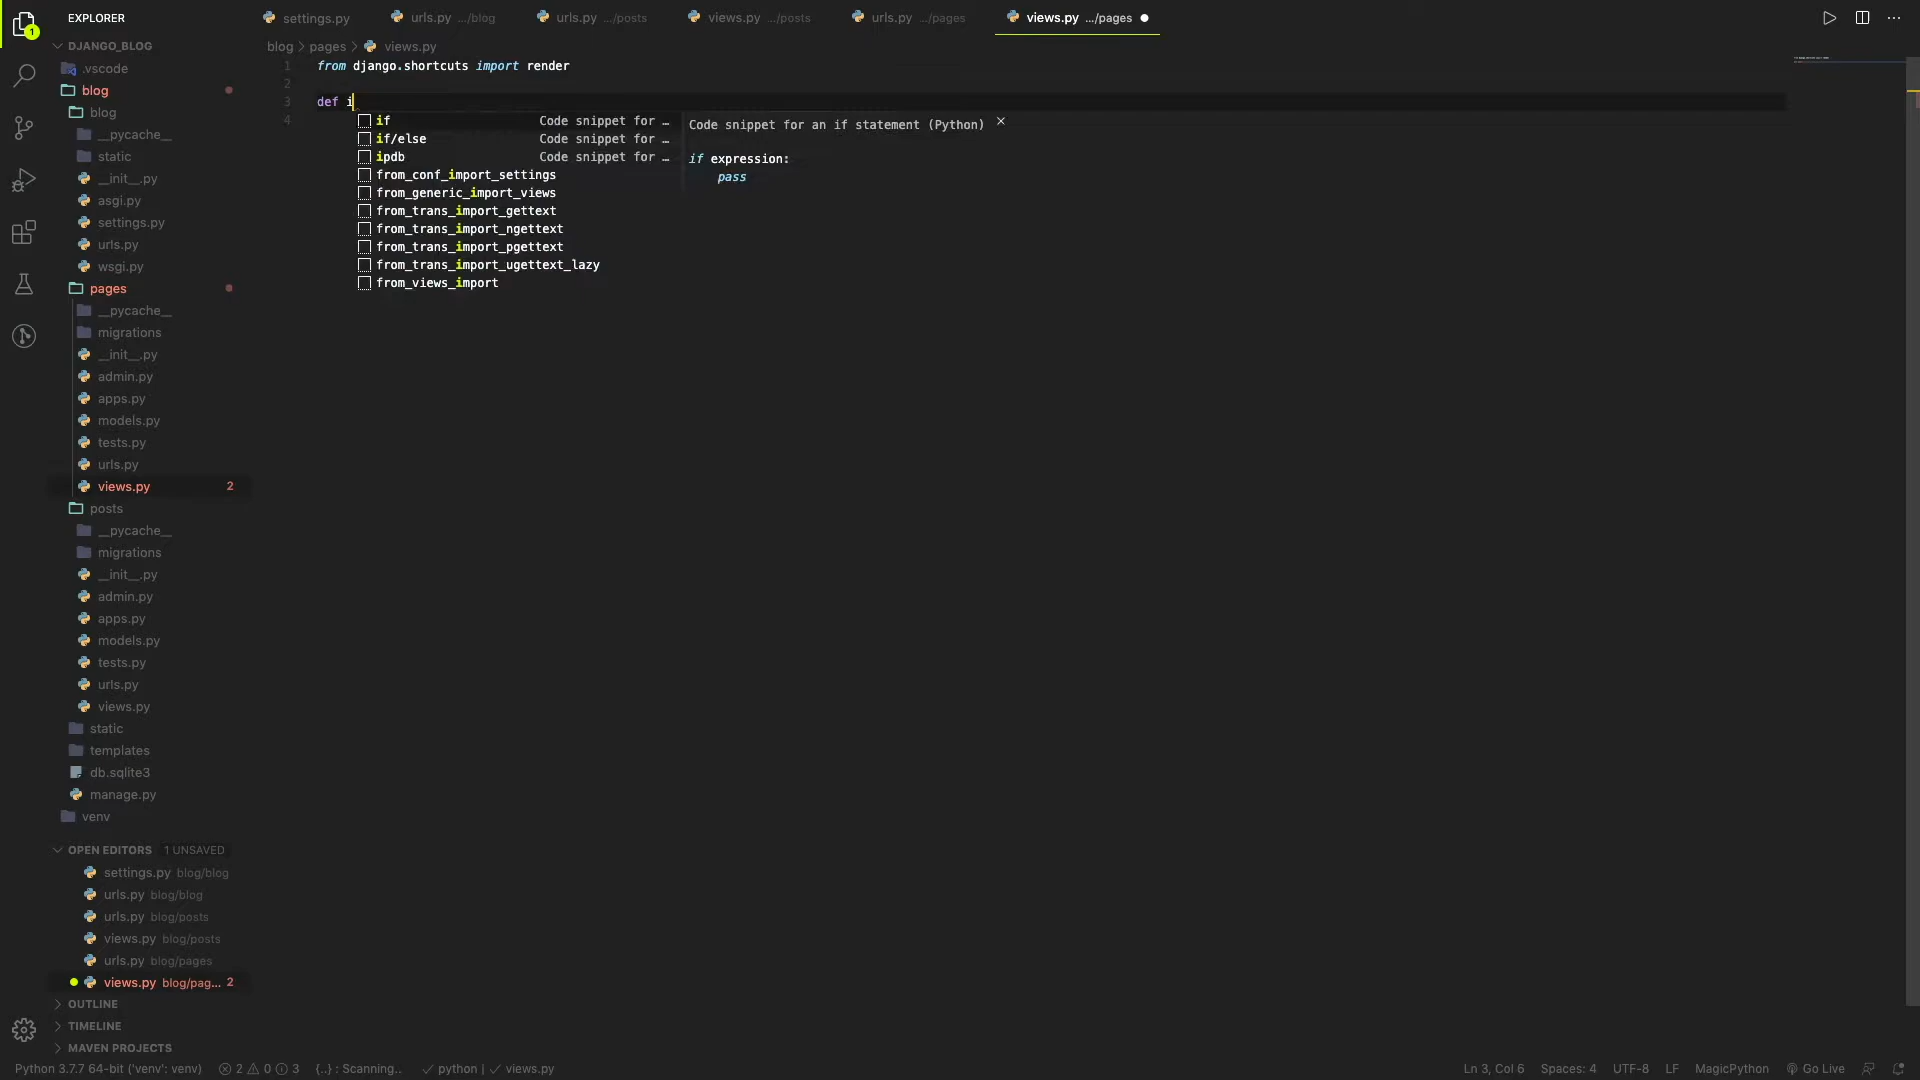 EXPLORER
settings.py
urls.py .../blog
urls.py .../posts
views.py .../posts
urls.py .../pages
views.py .../pages
1
DJANGO_BLOG
.vscode
blog
blog
__pycache__
static
__init__.py
asgi.py
settings.py
urls.py
wsgi.py
pages
__pycache__
migrations
__init__.py
admin.py
apps.py
models.py
tests.py
urls.py
views.py 2
posts
__pycache__
migrations
__init__.py
admin.py
apps.py
models.py
tests.py
urls.py
views.py
static
templates
db.sqlite3
manage.py
venv
OPEN EDITORS 1 UNSAVED
settings.py blog/blog
urls.py blog/blog
urls.py blog/posts
views.py blog/posts
urls.py blog/pages
views.py blog/pag... 2
OUTLINE
TIMELINE
MAVEN PROJECTS
blog > pages > views.py
1 from django.shortcuts import render
2
3 def i
4
if Code snippet for …
if/else Code snippet for …
ipdb Code snippet for …
from_conf_import_settings
from_generic_import_views
from_trans_import_gettext
from_trans_import_ngettext
from_trans_import_pgettext
from_trans_import_ugettext_lazy
from_views_import
Code snippet for an if statement (Python)
if expression:
pass
Python 3.7.7 64-bit ('venv': venv) 2 0 3 {..} : Scanning.. ✓ python | ✓ views.py
Ln 3, Col 6 Spaces: 4 UTF-8 LF MagicPython Go Live